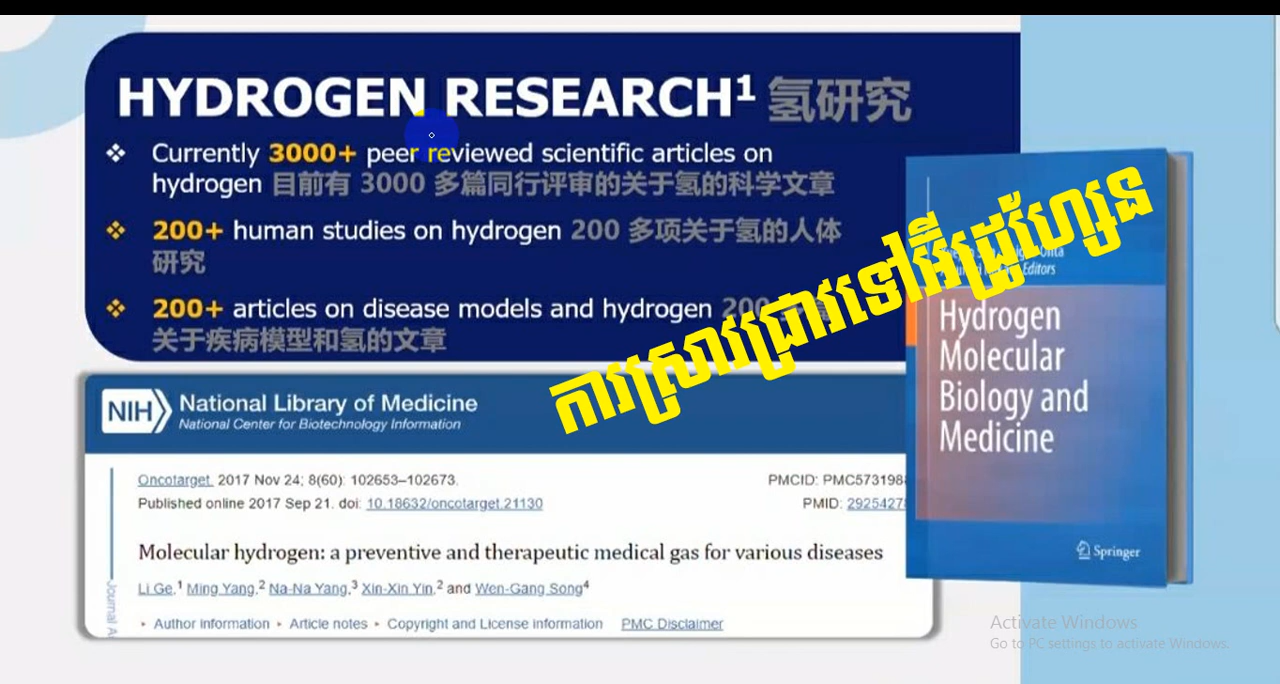 HYDROGEN RESEARCH¹ 氢研究
❖ Currently 3000+ peer reviewed scientific articles on
hydrogen 目前有 3000 多篇同行评审的关于氢的科学文章
❖ 200+ human studies on hydrogen 200 多项关于氢的人体
研究
❖ 200+ articles on disease models and hydrogen 200 多篇
关于疾病模型和氢的文章
ការស្រាវជ្រាវទៅអ៊ីដ្រូហ្សែន
Editors
Hydrogen
Molecular
Biology and
Medicine
Springer
NIH National Library of Medicine
National Center for Biotechnology Information
Oncotarget. 2017 Nov 24; 8(60): 102653–102673. PMCID: PMC573198
Published online 2017 Sep 21. doi: 10.18632/oncotarget.21130 PMID: 2925427
Molecular hydrogen: a preventive and therapeutic medical gas for various diseases
Li Ge,¹ Ming Yang,² Na-Na Yang,³ Xin-Xin Yin,² and Wen-Gang Song⁴
▸ Author information ▸ Article notes ▸ Copyright and License information PMC Disclaimer
Journal A
Activate Windows
Go to PC settings to activate Windows.